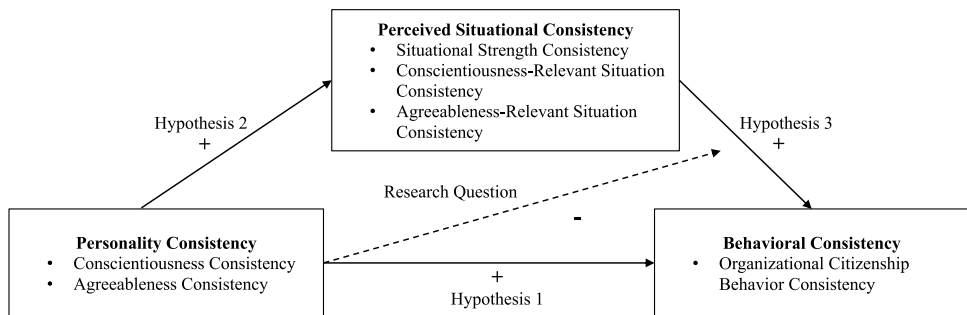 Perceived Situational Consistency
• Situational Strength Consistency
• Conscientiousness-Relevant Situation
Consistency
• Agreeableness-Relevant Situation
Consistency
Hypothesis 2
+
Hypothesis 3
+
Research Question
-
Personality Consistency
• Conscientiousness Consistency
• Agreeableness Consistency
+
Hypothesis 1
Behavioral Consistency
• Organizational Citizenship
Behavior Consistency